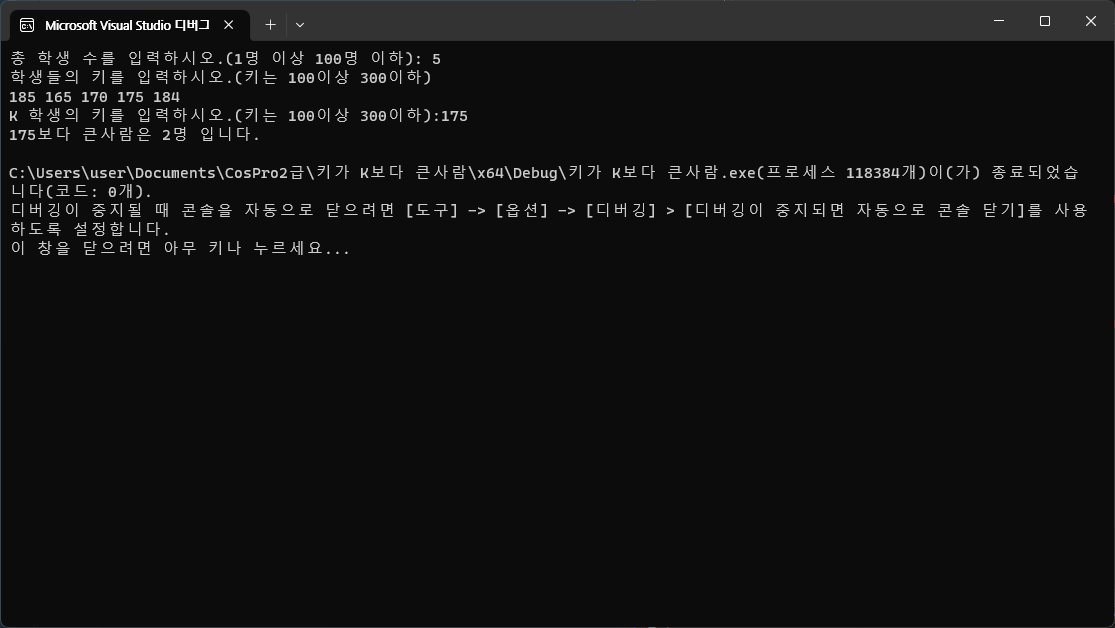 Microsoft Visual Studio 디버그
총 학생 수를 입력하시오.(1명 이상 100명 이하): 5
학생들의 키를 입력하시오.(키는 100이상 300이하)
185 165 170 175 184
K 학생의 키를 입력하시오.(키는 100이상 300이하):175
175보다 큰사람은 2명 입니다.
C:\Users\user\Documents\CosPro2급\키가 K보다 큰사람\x64\Debug\키가 K보다 큰사람.exe(프로세스 118384개)이(가) 종료되었습
니다(코드: 0개).
디버깅이 중지될 때 콘솔을 자동으로 닫으려면 [도구] -> [옵션] -> [디버깅] > [디버깅이 중지되면 자동으로 콘솔 닫기]를 사용
하도록 설정합니다.
이 창을 닫으려면 아무 키나 누르세요...